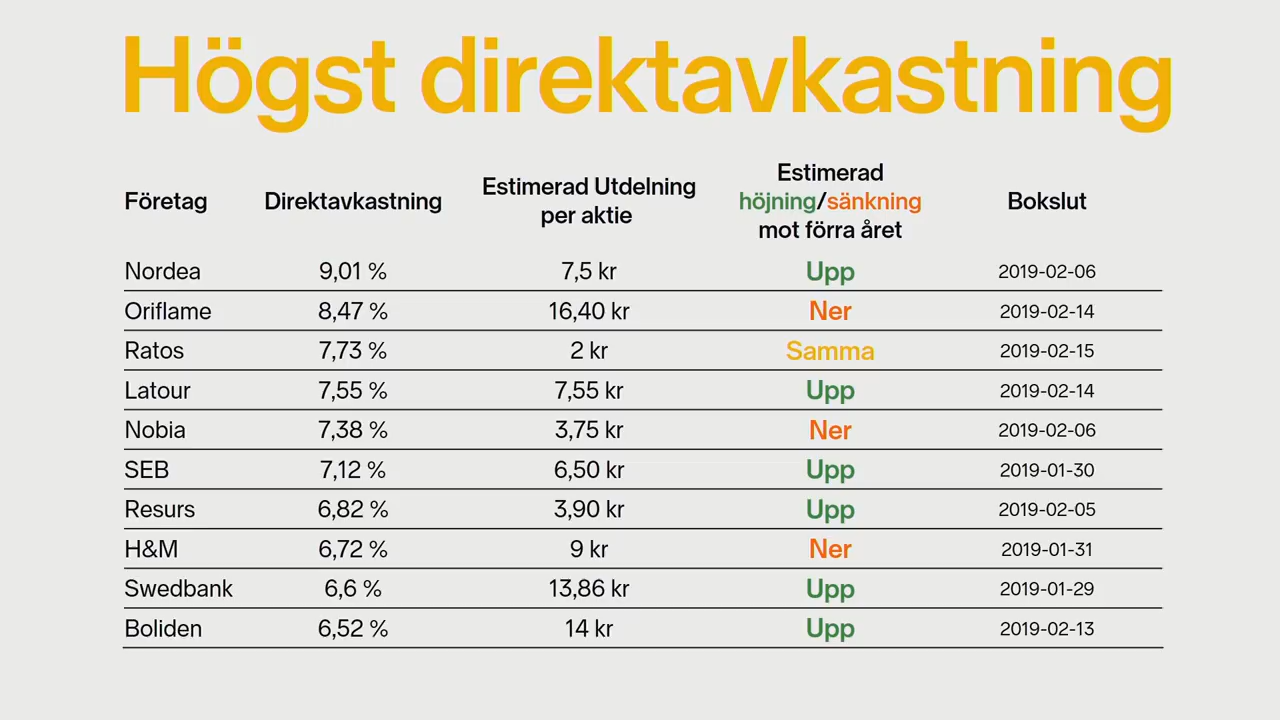 Högst direktavkastning
Företag Direktavkastning Estimerad Utdelning per aktie Estimerad höjning/sänkning mot förra året Bokslut
Nordea 9,01 % 7,5 kr Upp 2019-02-06
Oriflame 8,47 % 16,40 kr Ner 2019-02-14
Ratos 7,73 % 2 kr Samma 2019-02-15
Latour 7,55 % 7,55 kr Upp 2019-02-14
Nobia 7,38 % 3,75 kr Ner 2019-02-06
SEB 7,12 % 6,50 kr Upp 2019-01-30
Resurs 6,82 % 3,90 kr Upp 2019-02-05
H&M 6,72 % 9 kr Ner 2019-01-31
Swedbank 6,6 % 13,86 kr Upp 2019-01-29
Boliden 6,52 % 14 kr Upp 2019-02-13